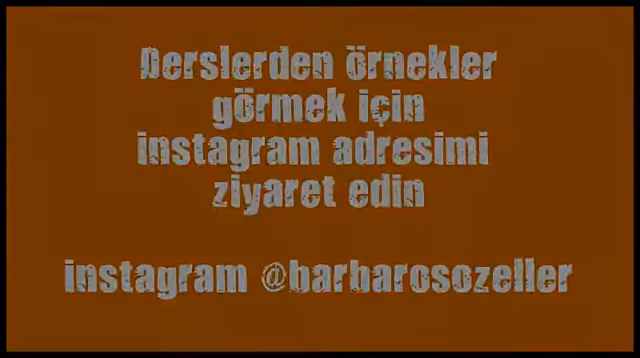 Derslerden örnekler
görmek için
instagram adresimi
ziyaret edin
instagram @barbarosozeller